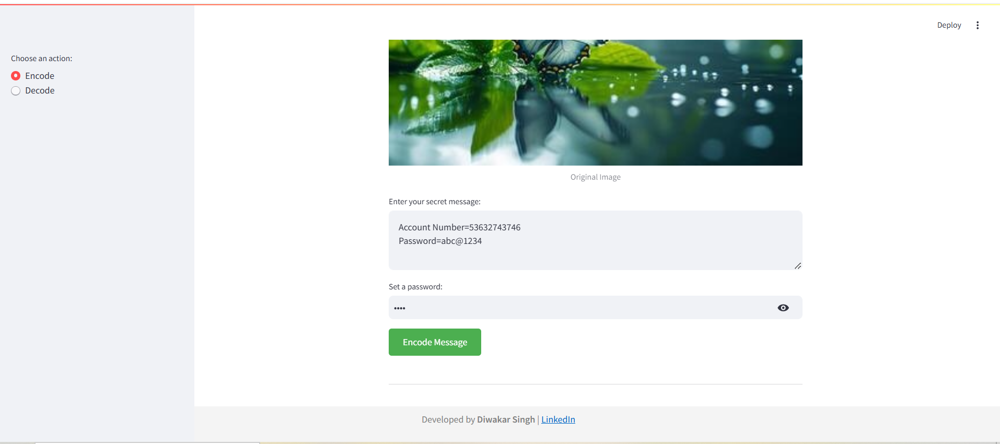 Deploy
Choose an action:
Encode
Decode
Original Image
Enter your secret message:
Account Number=53632743746
Password=abc@1234
Set a password:
••••
Encode Message
Developed by Diwakar Singh | LinkedIn